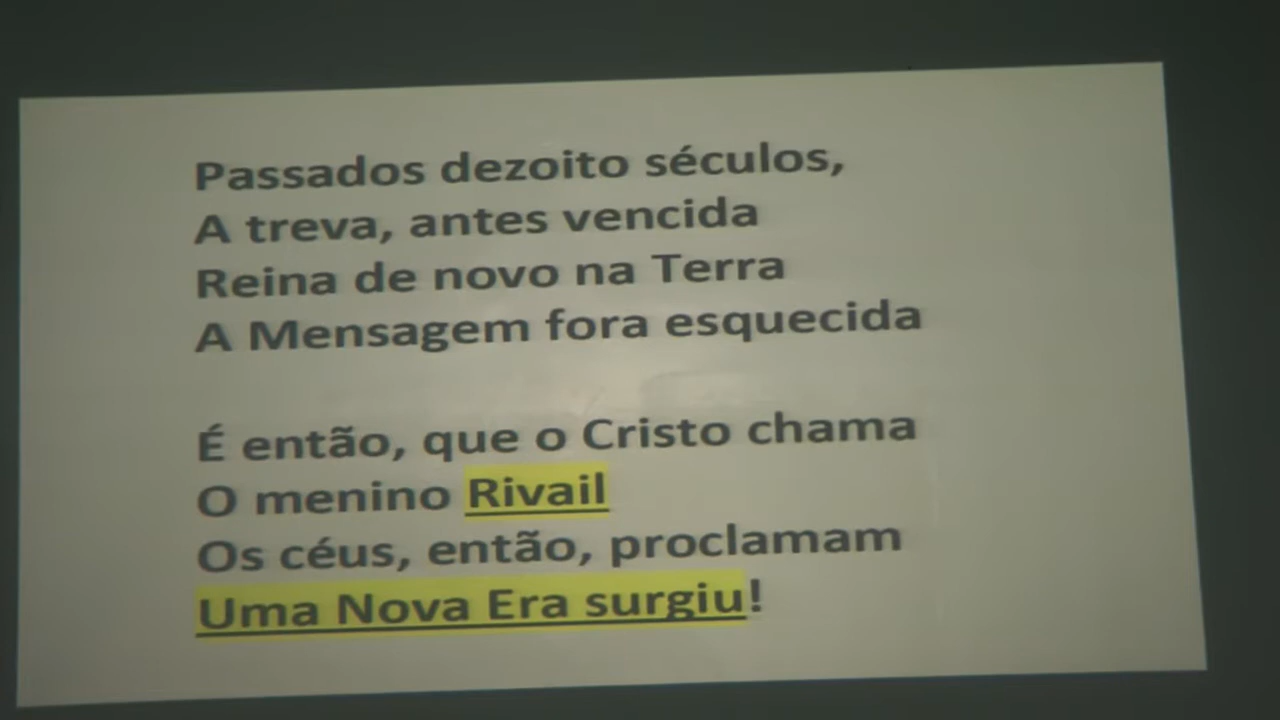 Passados dezoito séculos,
A treva, antes vencida
Reina de novo na Terra
A Mensagem fora esquecida
É então, que o Cristo chama
O menino Rivail
Os céus, então, proclamam
Uma Nova Era surgiu!